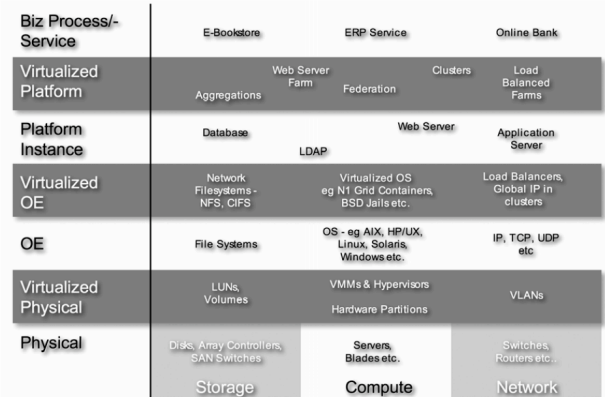 Biz Process/-
Service
E-Bookstore
ERP Service
Online Bank
Virtualized
Platform
Aggregations
Web Server
Farm
Federation
Clusters
Load
Balanced
Farms
Platform
Instance
Database
LDAP
Web Server
Application
Server
Virtualized
OE
Network
Filesystems -
NFS, CIFS
Virtualized OS
eg N1 Grid Containers,
BSD Jails etc.
Load Balancers,
Global IP in
clusters
OE
File Systems
OS - eg AIX, HP/UX,
Linux, Solaris,
Windows etc.
IP, TCP, UDP
etc
Virtualized
Physical
LUNs,
Volumes
VMMs & Hypervisors
Hardware Partitions
VLANs
Physical
Disks, Array Controllers,
SAN Switches
Servers,
Blades etc.
Switches,
Routers etc..
Storage
Compute
Network